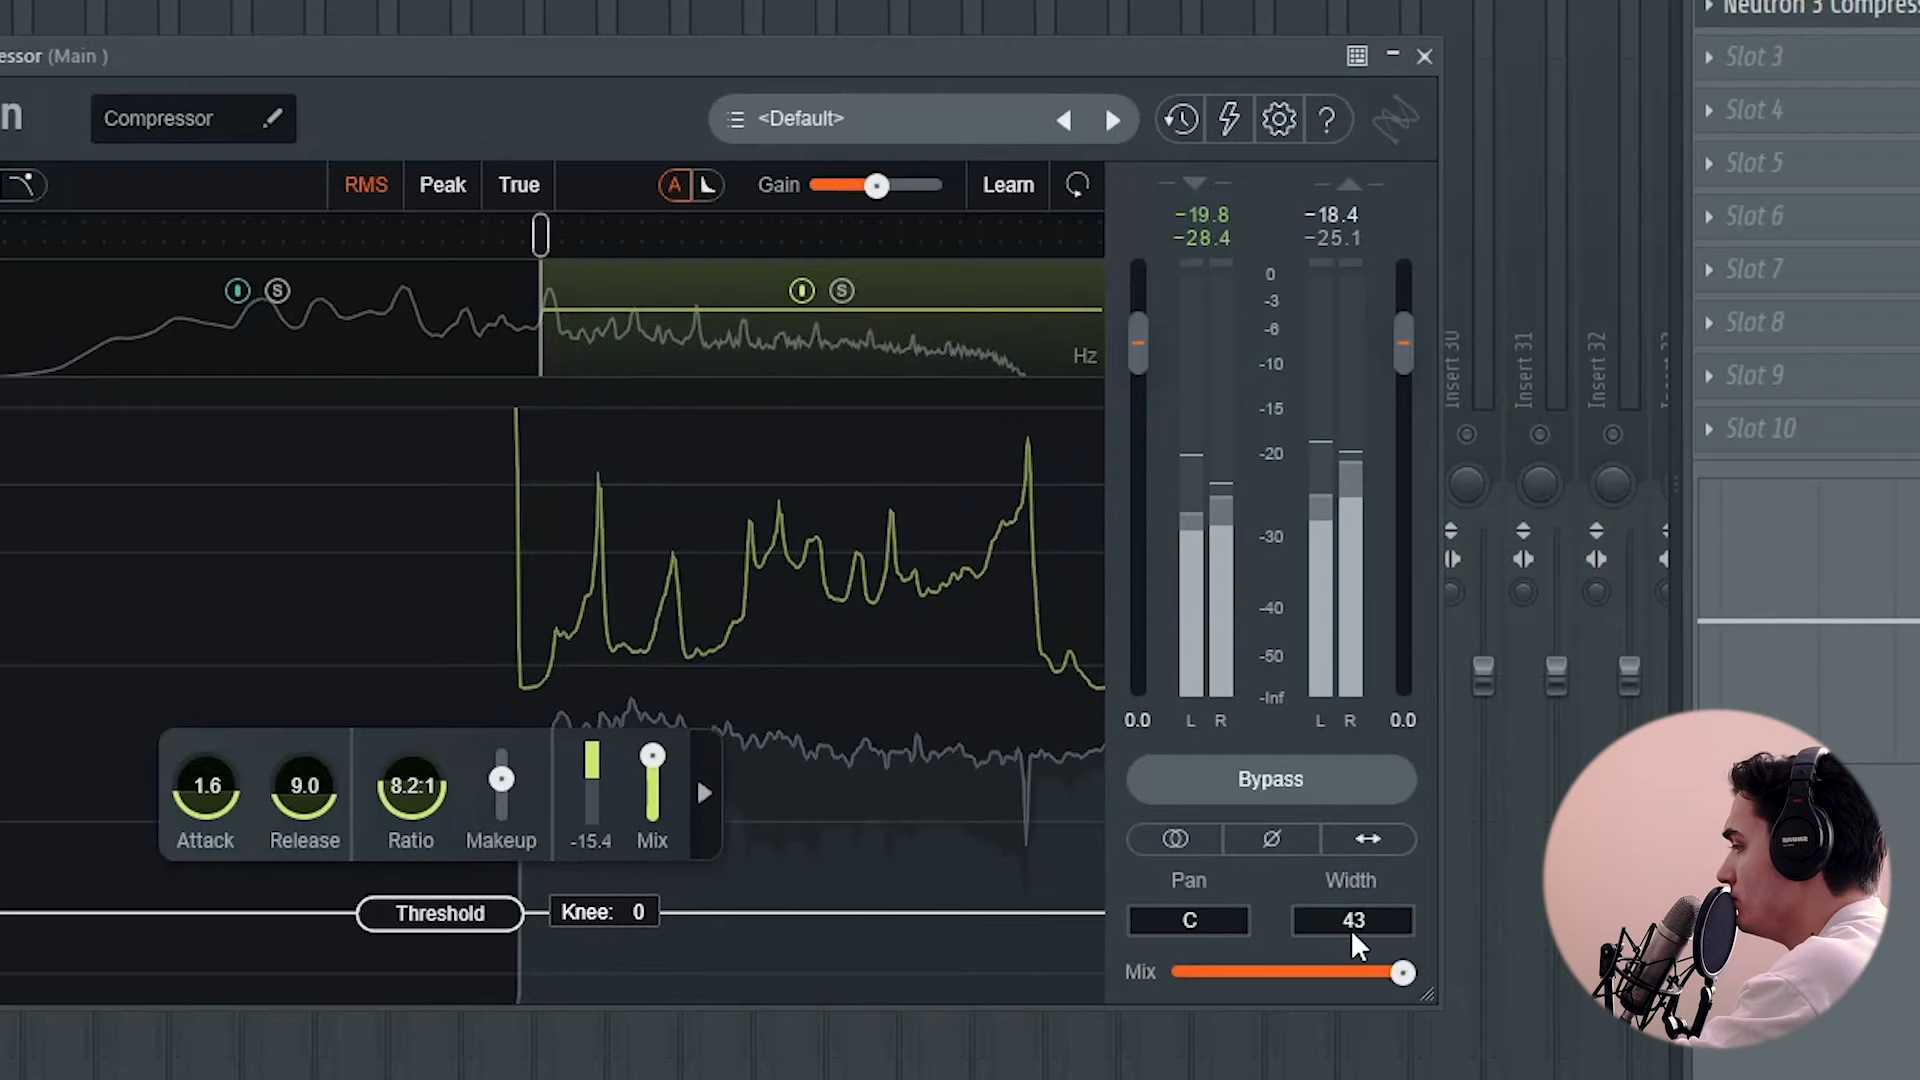 Neutron 3 Compress
essor (Main )
n
Compressor
<Default>
?
RMS
Peak
True
A
Gain
Learn
S
S
Hz
-19.8
-28.4
-18.4
-25.1
0
-3
-6
-10
-15
-20
-30
-40
-50
-Inf
0.0
L
R
L
R
0.0
1.6
9.0
8.2:1
-15.4
Attack
Release
Ratio
Makeup
Mix
Threshold
Knee: 0
Bypass
Pan
Width
C
43
Mix
Insert 30
Insert 31
Insert 32
Slot 3
Slot 4
Slot 5
Slot 6
Slot 7
Slot 8
Slot 9
Slot 10